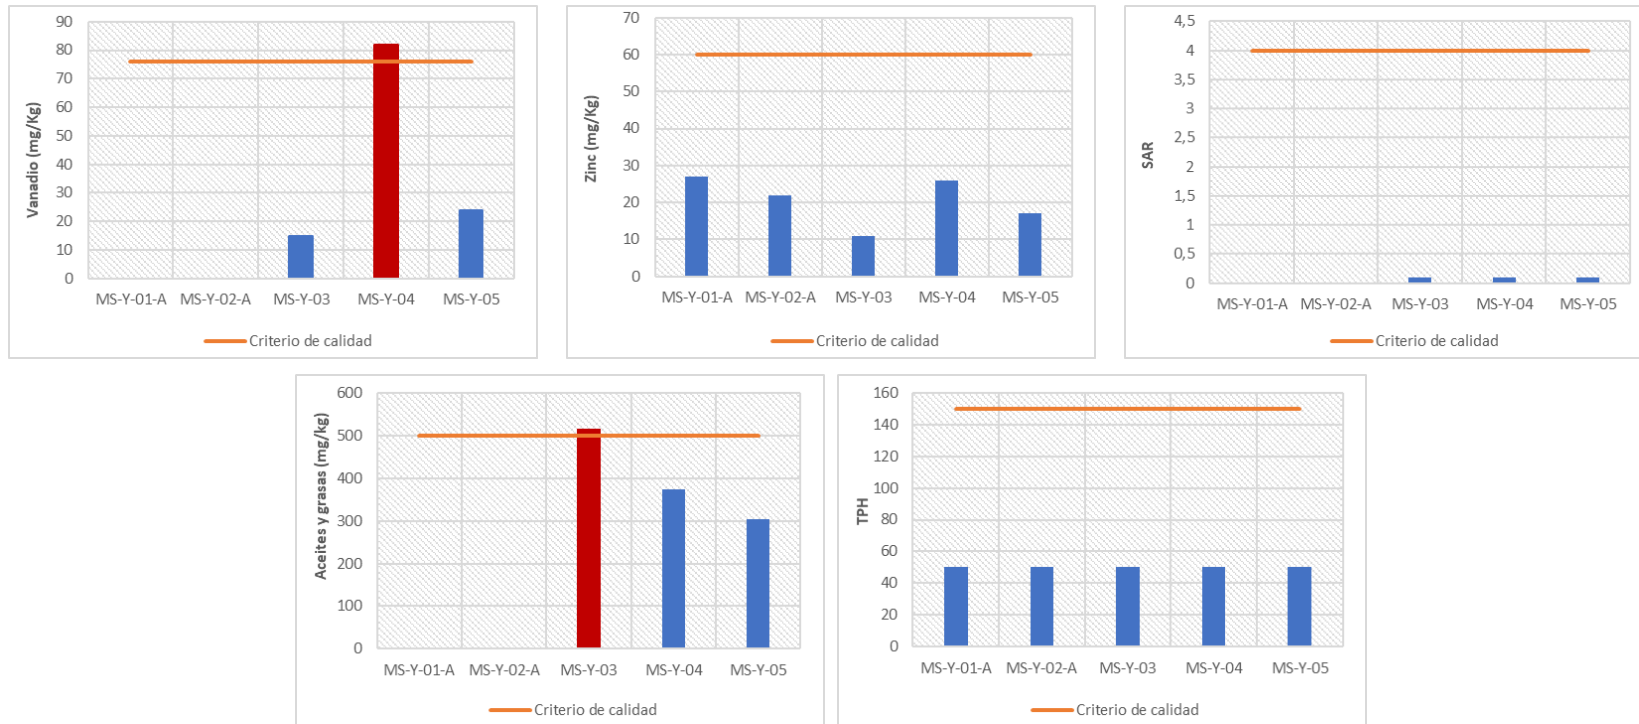 Vanadio (mg/Kg)
90
80
70
60
50
40
30
20
10
0
MS-Y-01-A MS-Y-02-A MS-Y-03 MS-Y-04 MS-Y-05
Criterio de calidad
Zinc (mg/Kg)
70
60
50
40
30
20
10
0
MS-Y-01-A MS-Y-02-A MS-Y-03 MS-Y-04 MS-Y-05
Criterio de calidad
SAR
4,5
4
3,5
3
2,5
2
1,5
1
0,5
0
MS-Y-01-A MS-Y-02-A MS-Y-03 MS-Y-04 MS-Y-05
Criterio de calidad
Aceites y grasas (mg/kg)
600
500
400
300
200
100
0
MS-Y-01-A MS-Y-02-A MS-Y-03 MS-Y-04 MS-Y-05
Criterio de calidad
TPH
160
140
120
100
80
60
40
20
0
MS-Y-01-A MS-Y-02-A MS-Y-03 MS-Y-04 MS-Y-05
Criterio de calidad